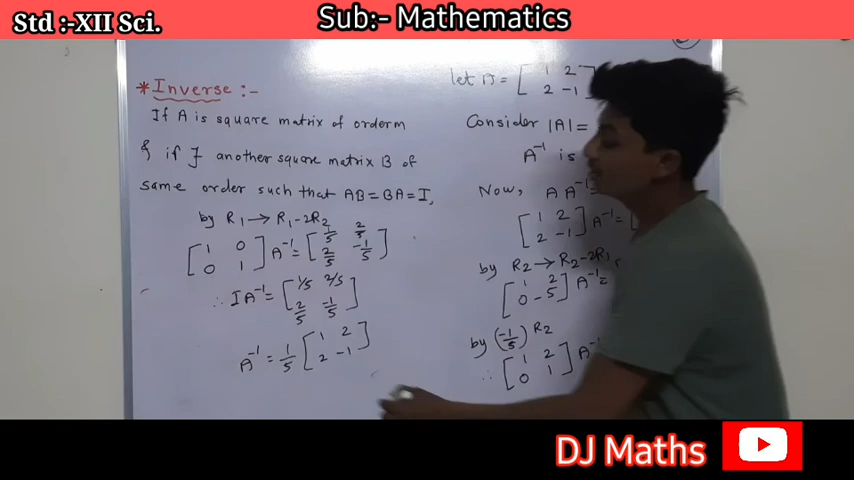 Std :-XII Sci.
Sub:- Mathematics
*Inverse :-
If A is square matrix of orderm
& if ∃ another square matrix B of
same order such that AB=BA=I,
by R₁ → R₁-2R₂
[1 0
0 1] A⁻¹ = [1/5 2/5
2/5 -1/5]
∴ IA⁻¹ = [1/5 2/5
2/5 -1/5]
A⁻¹ = 1/5 [1 2
2 -1]
let
= [1 2
2 -1]
Consider |A|=
A⁻¹ is
Now, A A⁻¹=
[1 2
2 -1] A⁻¹=
by R₂ → R₂-2R₁
[1 2
0 -5] A⁻¹=
by (-1/5) R₂
∴ [1 2
0 1] A⁻¹
DJ Maths